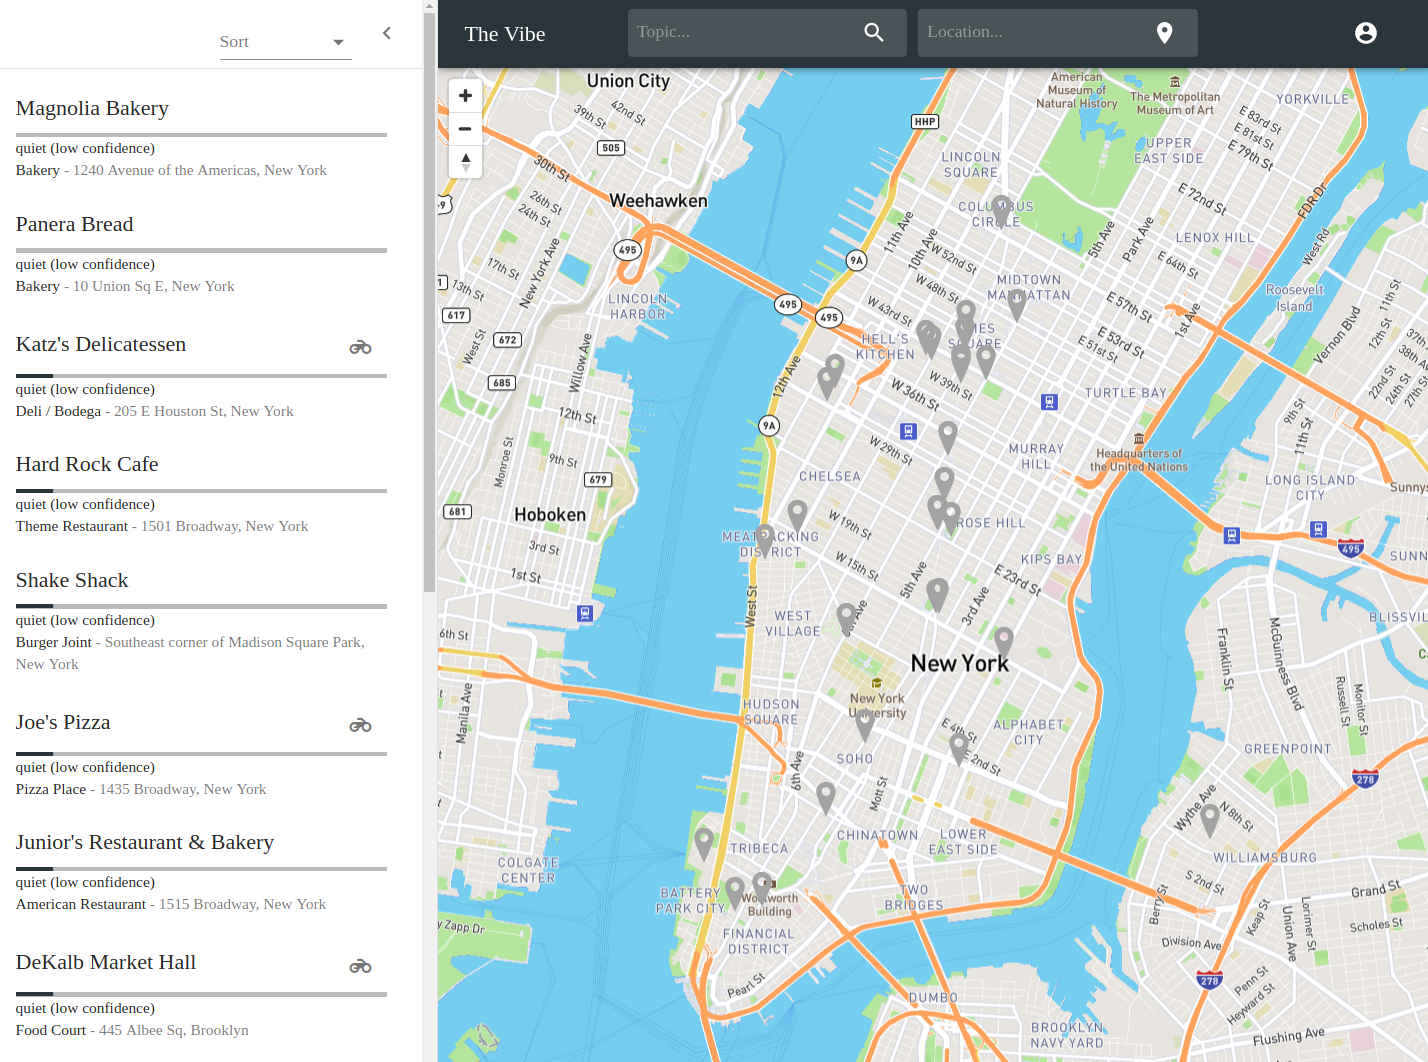 Sort
The Vibe
Topic...
Location...
Magnolia Bakery
quiet (low confidence)
Bakery - 1240 Avenue of the Americas, New York
Panera Bread
quiet (low confidence)
Bakery - 10 Union Sq E, New York
Katz's Delicatessen
quiet (low confidence)
Deli / Bodega - 205 E Houston St, New York
Hard Rock Cafe
quiet (low confidence)
Theme Restaurant - 1501 Broadway, New York
Shake Shack
quiet (low confidence)
Burger Joint - Southeast corner of Madison Square Park,
New York
Joe's Pizza
quiet (low confidence)
Pizza Place - 1435 Broadway, New York
Junior's Restaurant & Bakery
quiet (low confidence)
American Restaurant - 1515 Broadway, New York
DeKalb Market Hall
quiet (low confidence)
Food Court - 445 Albee Sq, Brooklyn
Union City
42nd St
39th St
505
30th St
26th St
24th St
Weehawken
495
17th St
13th St
New York Ave
LINCOLN
HARBOR
617
672
West St
685
Willow Ave
12th St
Monroe St
9th St
679
681
Hoboken
3rd St
1st St
6th St
Manila Ave
COLGATE
CENTER
y Zapp Dr
HHP
American
Museum of
Natural History
The Metropolitan
Museum of Art
YORKVILLE
E 83rd St
E 81st St
E 79th St
UPPER
EAST SIDE
LINCOLN
SQUARE
E 72nd St
FDR Dr
COLUMBUS
CIRCLE
11th Ave
10th Ave
9A
W 52nd St
W 48th St
W 43rd St
5th Ave
Park Ave
LENOX HILL
E 64th St
West Rd
MIDTOWN
MANHATTAN
Roosevelt
Island
11th St
12th St
Vernon Blvd
495
495
E 57th St
E 53rd St
E 51st St
1st Ave
HELL'S
KITCHEN
SQUARE
W 39th St
W 36th St
12th Ave
TURTLE BAY
22nd St
24th St
27th St
9th St
11th St
9A
W 29th St
CHELSEA
MURRAY
HILL
Headquarters of
the United Nations
LONG ISLAND
CITY
Sunnys
MEATPACKING
DISTRICT
W 19th St
W 15th St
ROSE HILL
KIPS BAY
E 23rd St
5th Ave
3rd Ave
495
SUNN
West St
WEST
VILLAGE
BLISSVIL
New York
New York
University
Franklin St
McGuinness Blvd
Russell St
Monitor St
HUDSON
SQUARE
SOHO
E 4th St
E 2nd St
ALPHABET
CITY
GREENPOINT
278
6th Ave
Mott St
Wythe Ave
N 8th St
CHINATOWN
LOWER
EAST SIDE
TRIBECA
WILLIAMSBURG
BATTERY
PARK CITY
Woolworth
Building
TWO
BRIDGES
S 2nd St
Grand St
Berry St
Keap St
Union Ave
Lorimer St
Scholes St
FINANCIAL
DISTRICT
Division Ave
278
Pearl St
Penn St
Heyward St
DUMBO
BROOKLYN
NAVY YARD
Flushing Ave